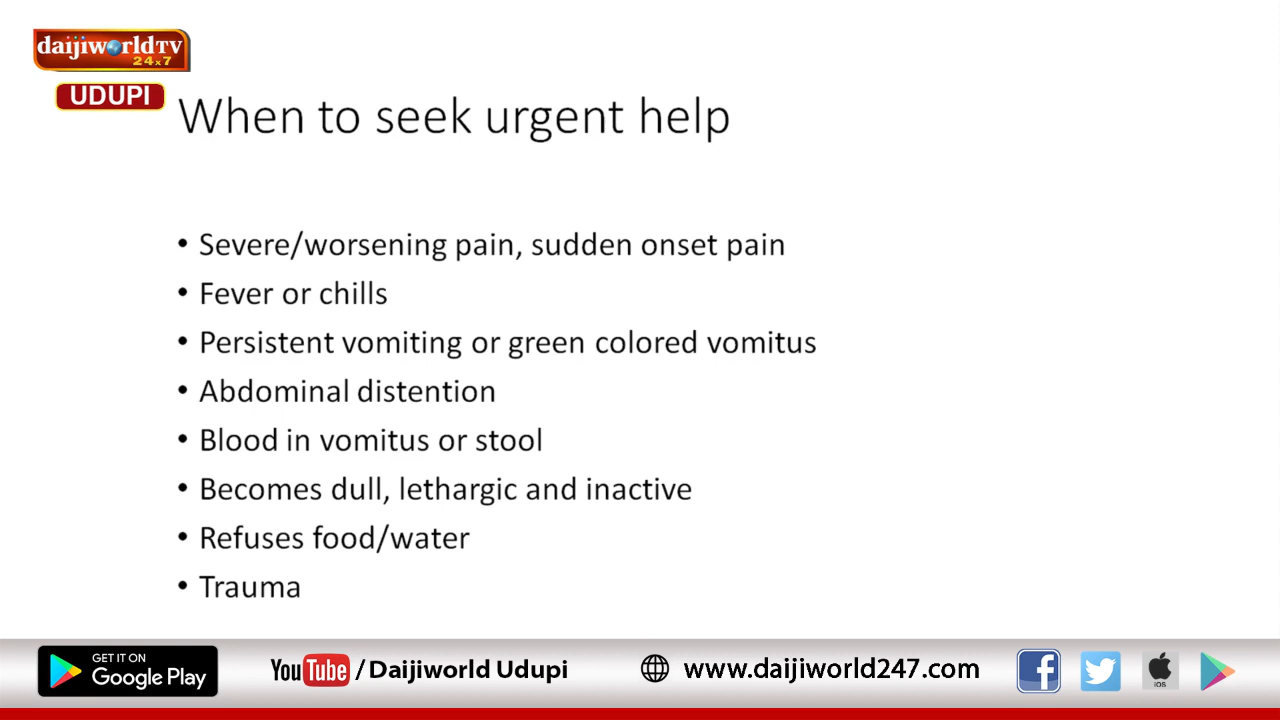 daijiworldTV
24x7
UDUPI
When to seek urgent help
• Severe/worsening pain, sudden onset pain
• Fever or chills
• Persistent vomiting or green colored vomitus
• Abdominal distention
• Blood in vomitus or stool
• Becomes dull, lethargic and inactive
• Refuses food/water
• Trauma
GET IT ON
Google Play
YouTube / Daijiworld Udupi
www.daijiworld247.com
iOS